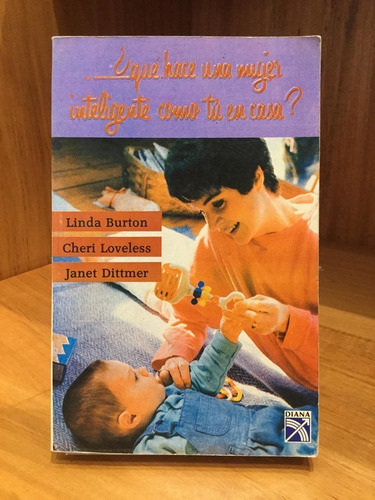 ...¿qué hace una mujer
inteligente como tú en casa?
Linda Burton
Cheri Loveless
Janet Dittmer
DIANA